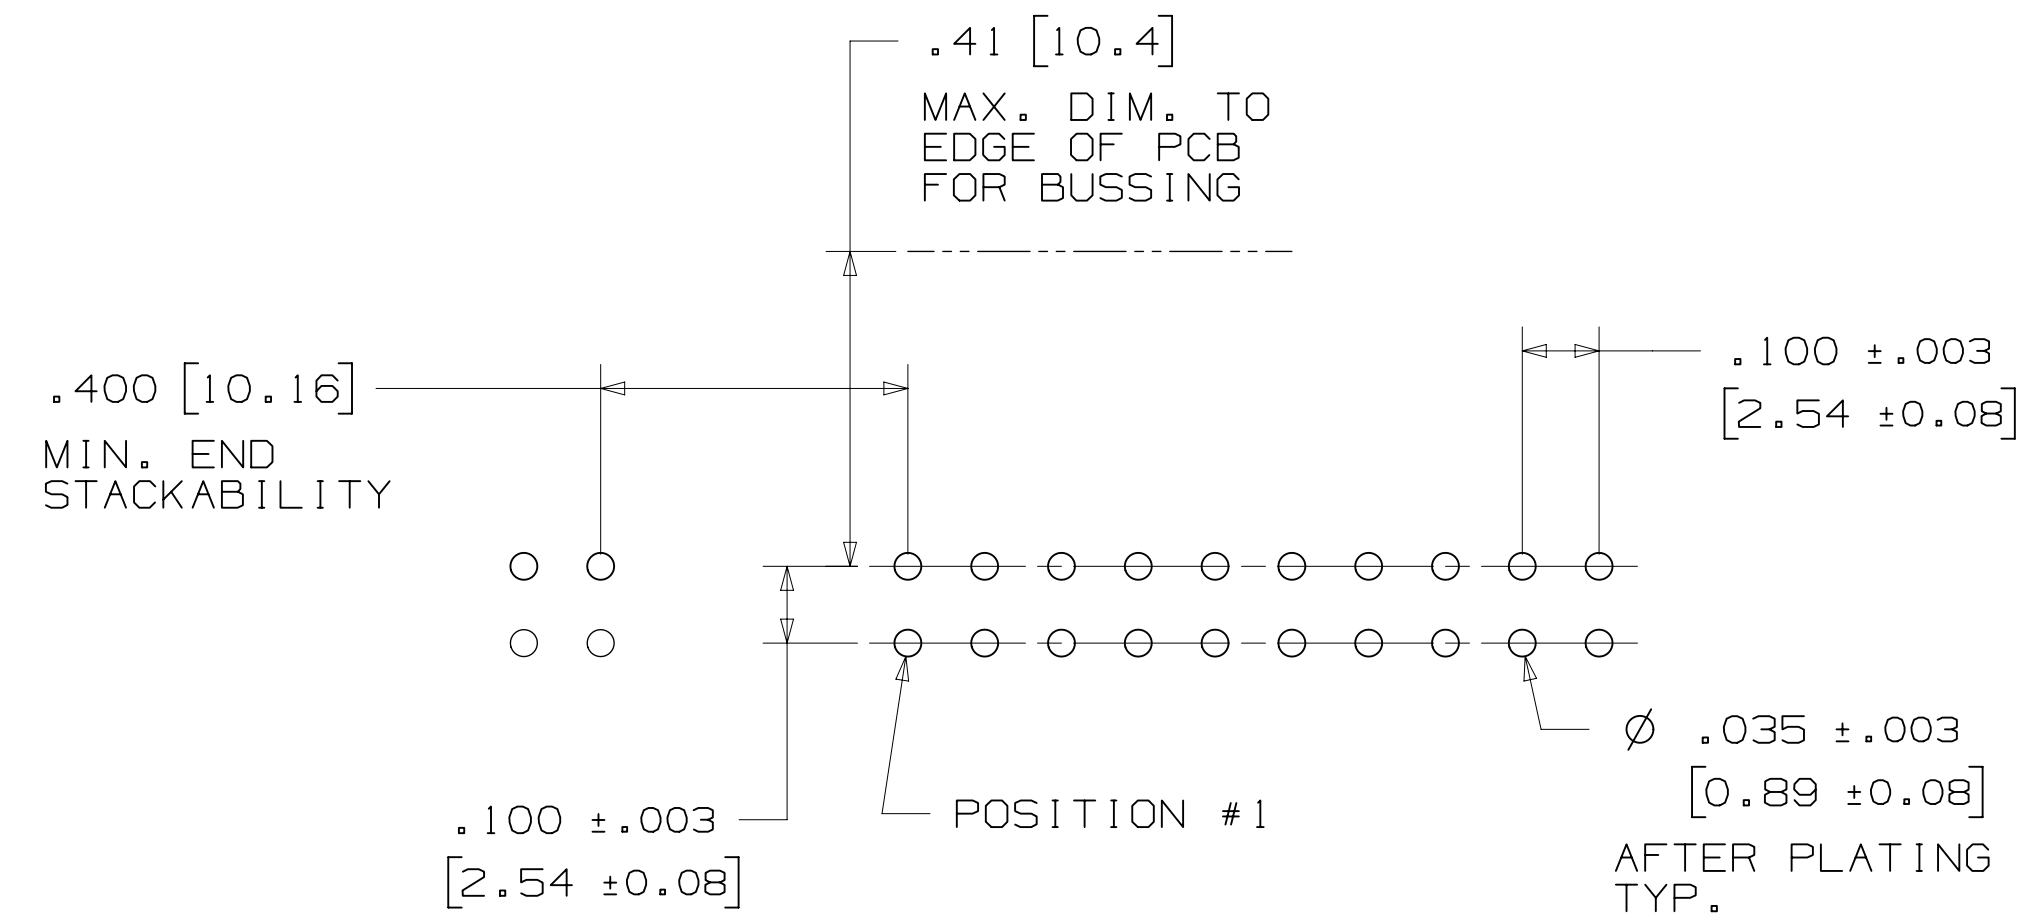 .41 [10.4]
MAX. DIM. TO
EDGE OF PCB
FOR BUSSING
.400 [10.16]
MIN. END
STACKABILITY
.100 ±.003
[2.54 ±0.08]
Ø .035 ±.003
[0.89 ±0.08]
AFTER PLATING
TYP.
POSITION #1
.100 ±.003
[2.54 ±0.08]